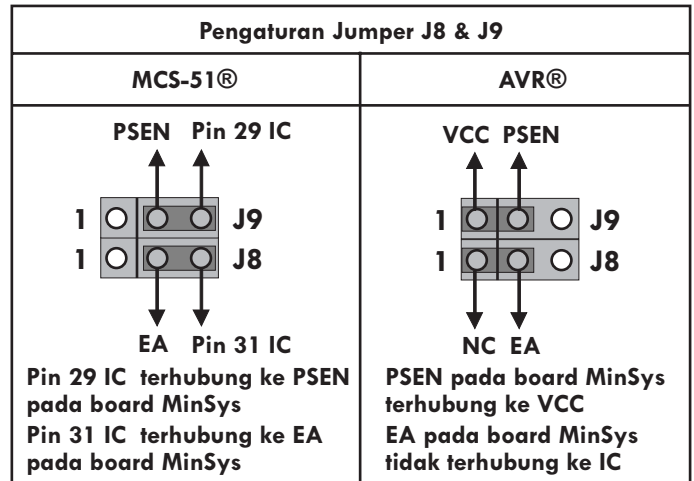 Pengaturan Jumper J8 & J9
MCS-51®
PSEN Pin 29 IC
1 J9
1 J8
EA Pin 31 IC
Pin 29 IC terhubung ke PSEN
pada board MinSys
Pin 31 IC terhubung ke EA
pada board MinSys
AVR®
VCC PSEN
1 J9
1 J8
NC EA
PSEN pada board MinSys
terhubung ke VCC
EA pada board MinSys
tidak terhubung ke IC